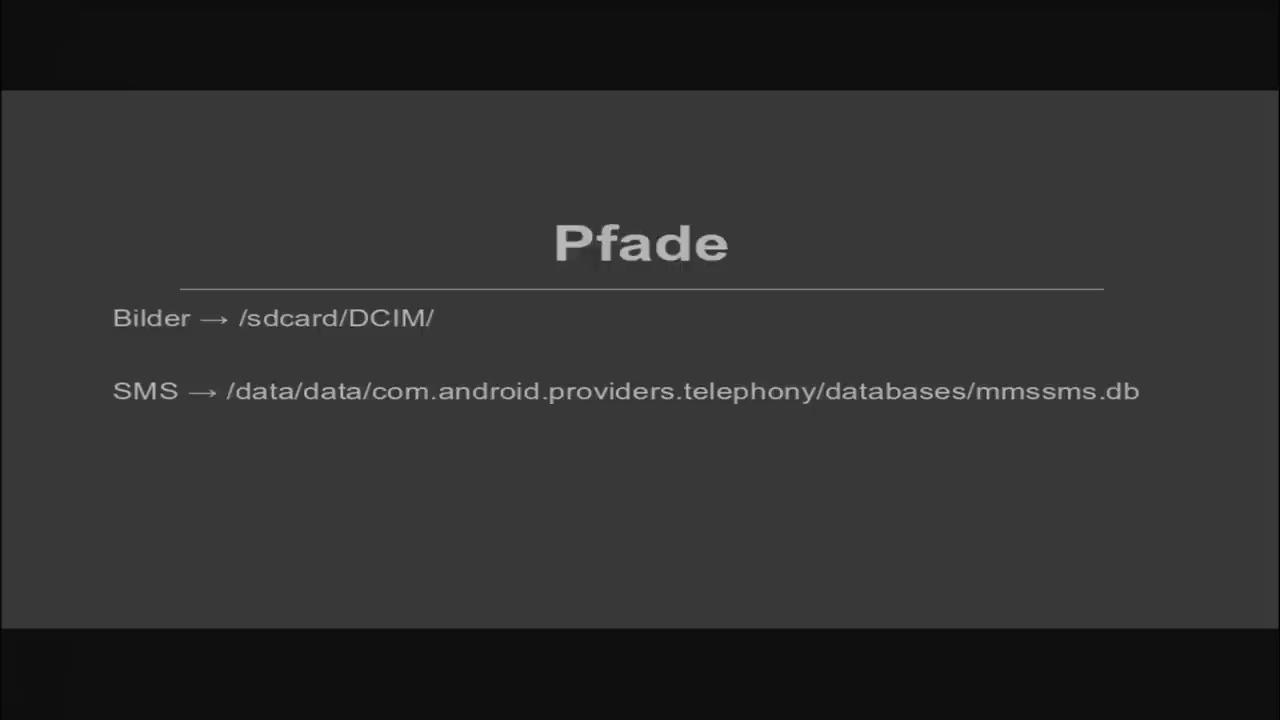 Pfade
Bilder → /sdcard/DCIM/
SMS → /data/data/com.android.providers.telephony/databases/mmssms.db